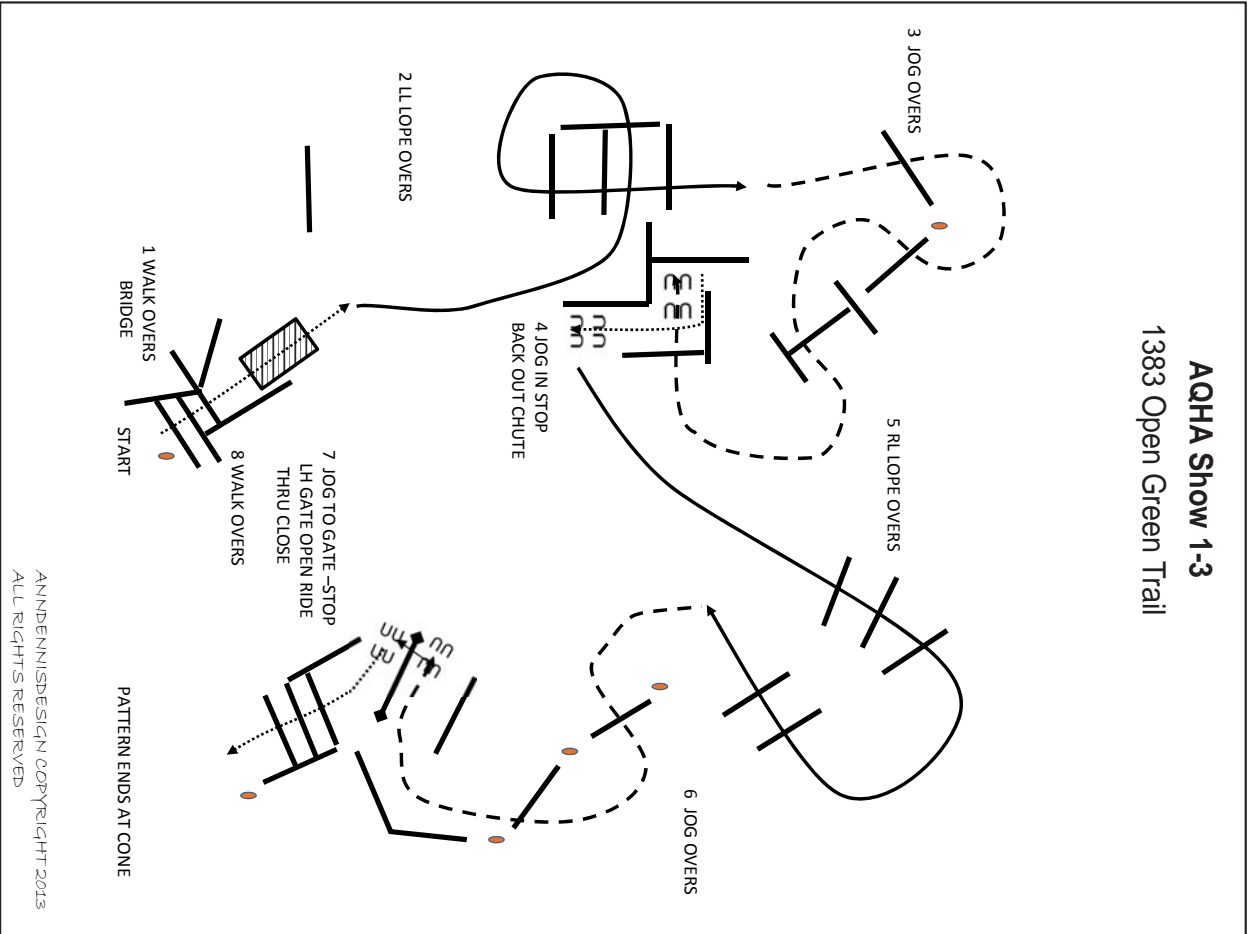 AQHA Show 1-3
1383 Open Green Trail
3 JOG OVERS
2 LL LOPE OVERS
1 WALK OVERS
BRIDGE
START
4 JOG IN STOP
BACK OUT CHUTE
5 RL LOPE OVERS
6 JOG OVERS
7 JOG TO GATE –STOP
LH GATE OPEN RIDE
THRU CLOSE
8 WALK OVERS
PATTERN ENDS AT CONE
ANNDENNISDESIGN COPYRIGHT 2013
ALL RIGHTS RESERVED